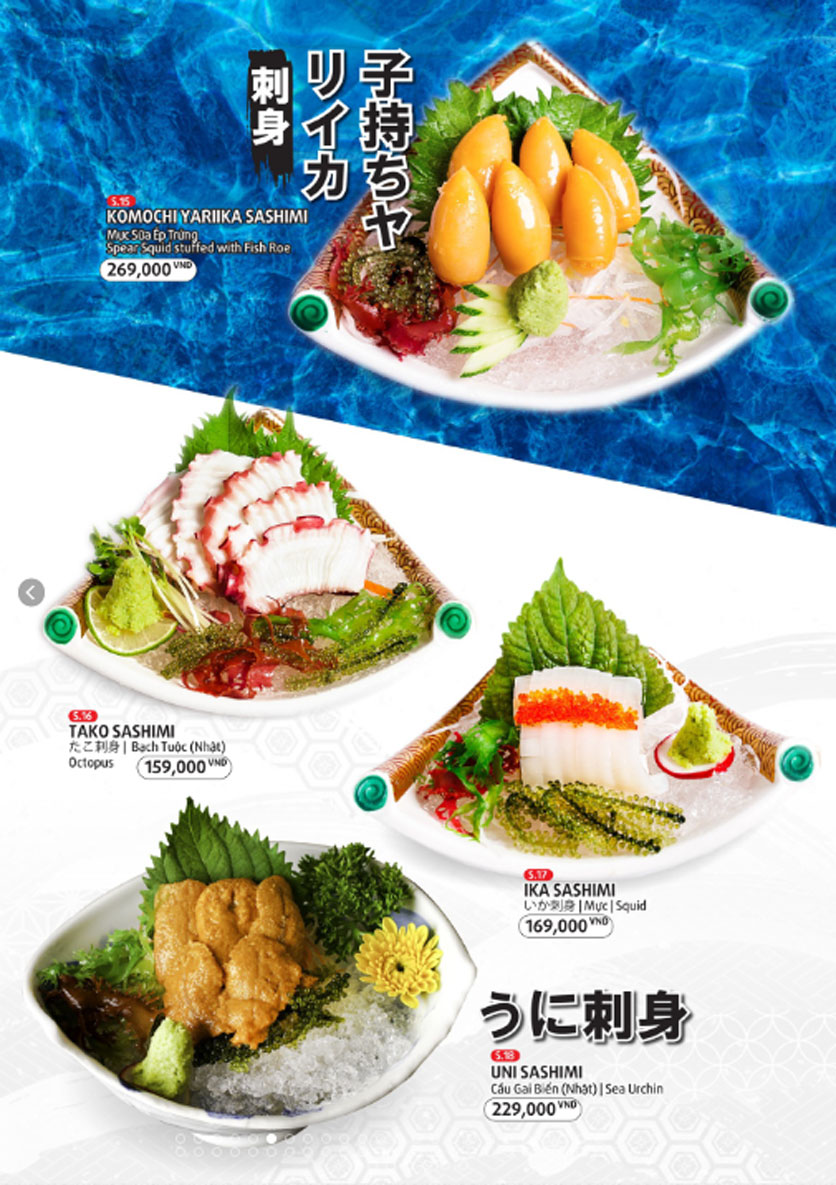 子持ちヤ
リイカ
刺身
S.15
KOMOCHI YARIIKA SASHIMI
Mực Sữa Ép Trứng
Spear Squid stuffed with Fish Roe
269,000 VND
S.16
TAKO SASHIMI
たこ刺身 | Bạch Tuộc (Nhật)
Octopus
159,000 VND
S.17
IKA SASHIMI
いか刺身 | Mực | Squid
169,000 VND
うに刺身
S.18
UNI SASHIMI
Cầu Gai Biển (Nhật) | Sea Urchin
229,000 VND